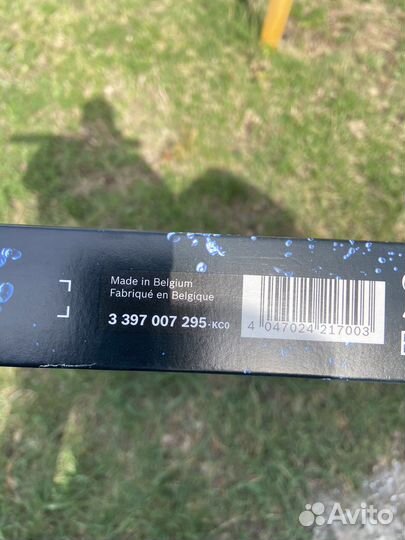 Made in Belgium
Fabriqué en Belgique
3 397 007 295-KC0
4 047024 217003
Avito